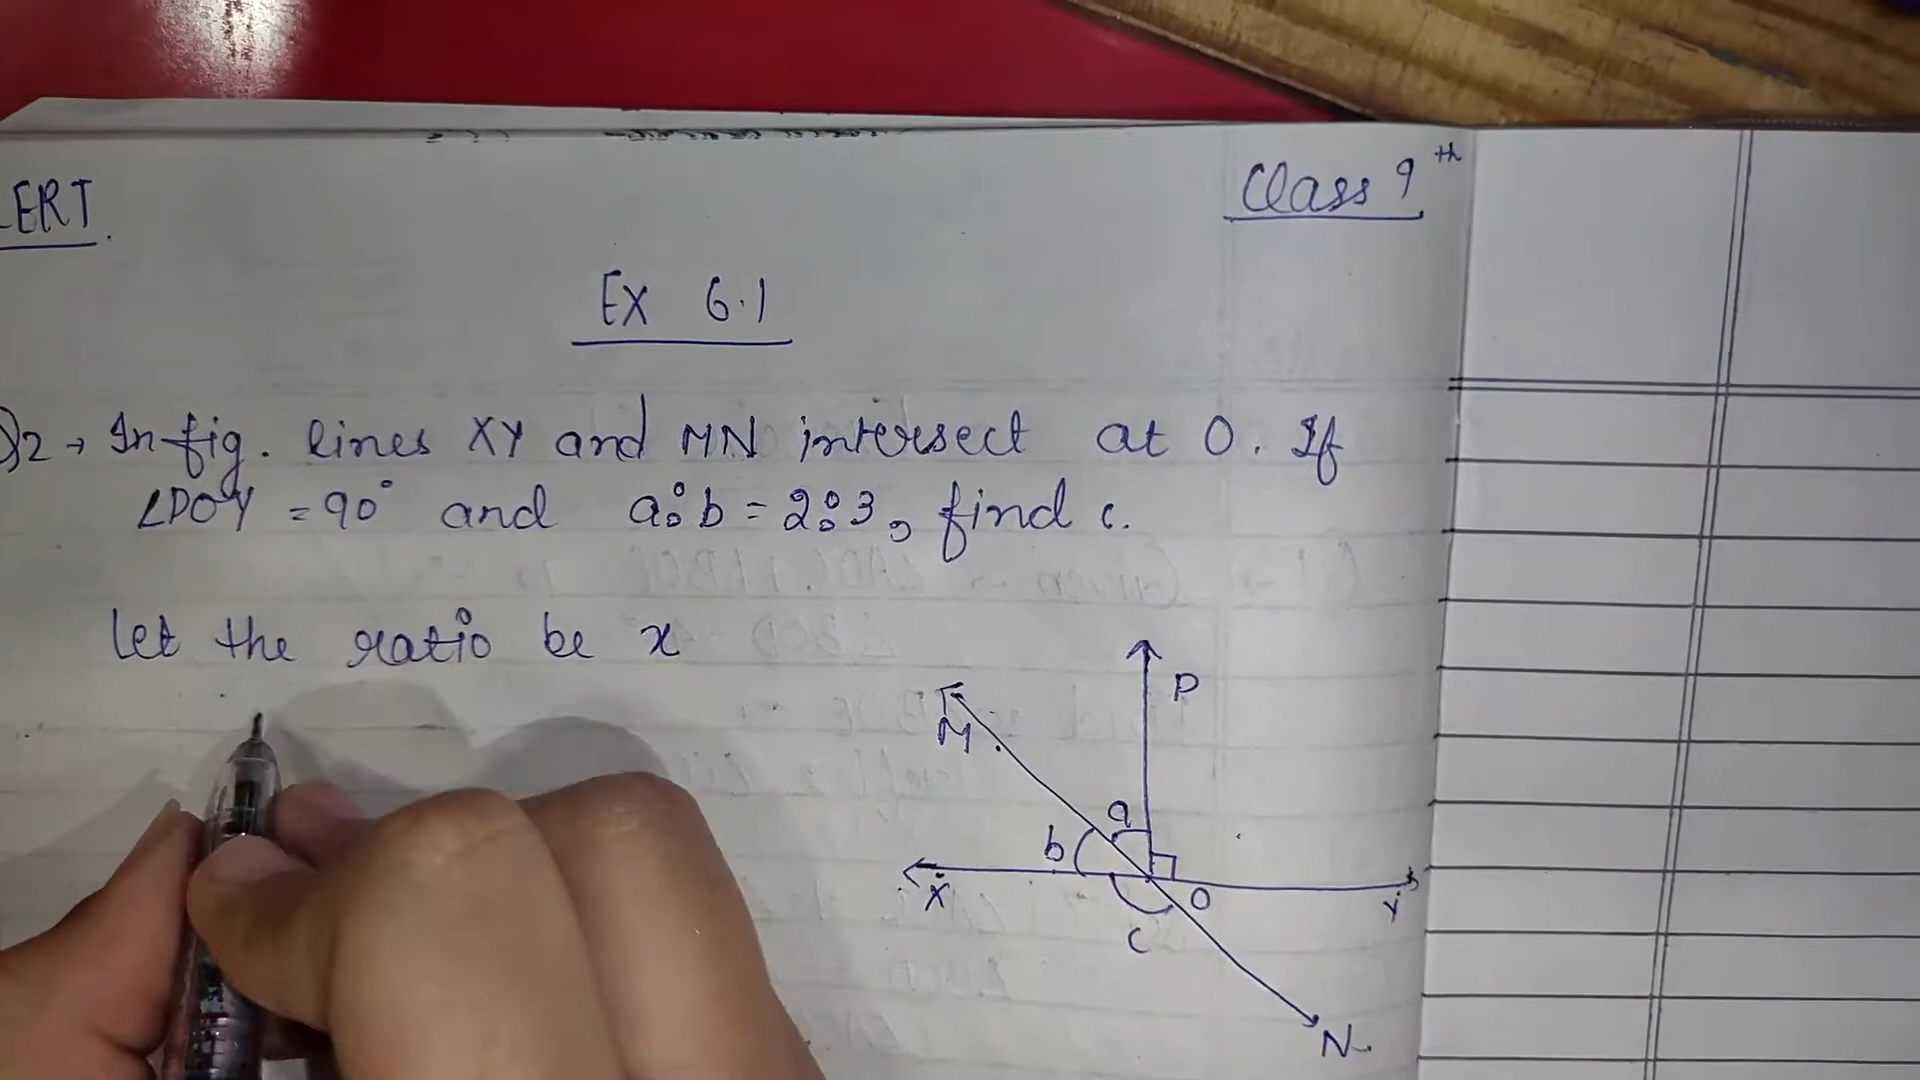 ERT.
Class 9th
Ex 6.1
Q2 → In fig. lines XY and MN intersect at O. If
∠POY = 90° and a:b = 2:3, find c.
let the ratio be x
P
M
a
b
X
O
Y
c
N